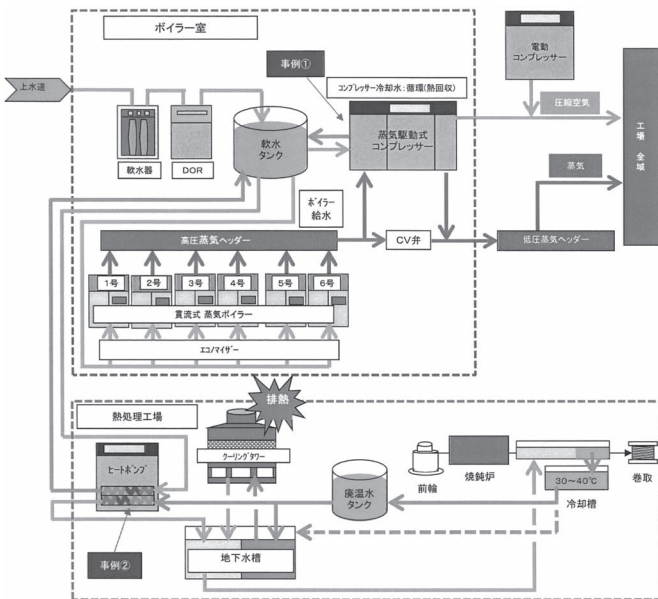 ボイラー室
電動
コンプレッサー
上水道
事例①
コンプレッサー冷却水:循環(熱回収)
圧縮空気
工場 全域
軟水
タンク
蒸気駆動式
コンプレッサー
軟水器
DOR
蒸気
ボイラー
給水
高圧蒸気ヘッダー
CV弁
低圧蒸気ヘッダー
1号
2号
3号
4号
5号
6号
貫流式 蒸気ボイラー
エコノマイザー
排熱
熱処理工場
ヒートポンプ
クーリングタワー
廃温水
タンク
前輪
焼鈍炉
30~40℃
冷却槽
巻取
地下水槽
事例②